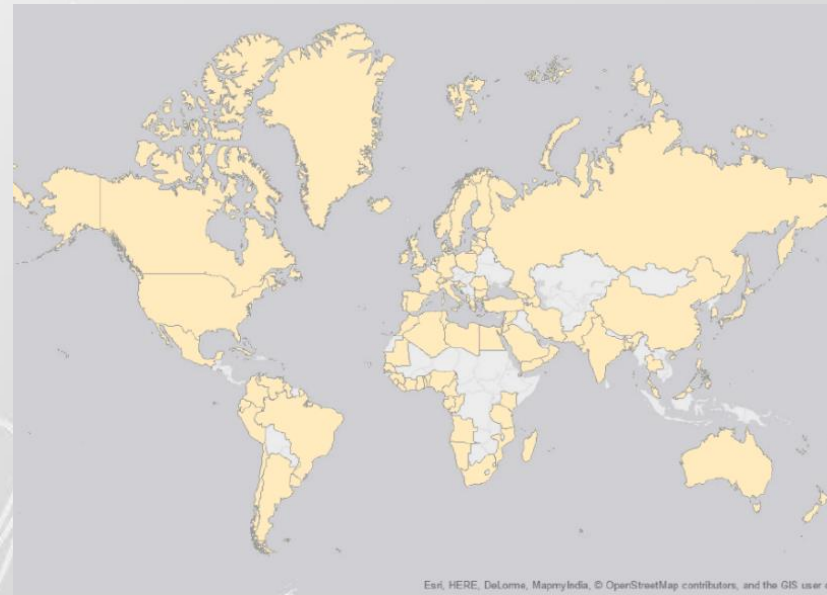 Esri, HERE, DeLorme, MapmyIndia, © OpenStreetMap contributors, and the GIS user